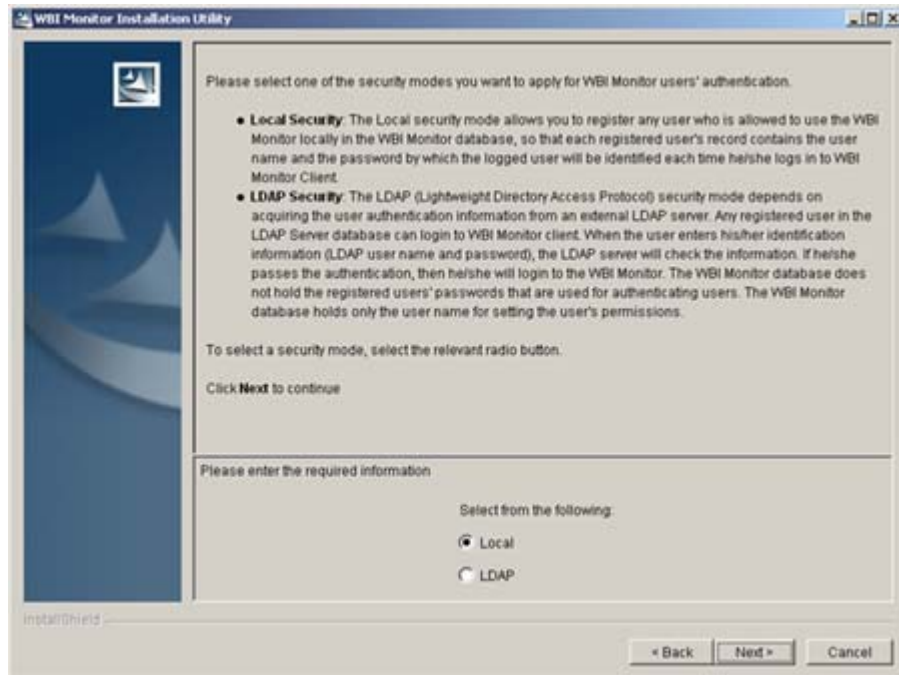 WBI Monitor Installation Utility
Please select one of the security modes you want to apply for WBI Monitor users' authentication.
● Local Security: The Local security mode allows you to register any user who is allowed to use the WBI
Monitor locally in the WBI Monitor database, so that each registered user's record contains the user
name and the password by which the logged user will be identified each time he/she logs in to WBI
Monitor Client.
● LDAP Security: The LDAP (Lightweight Directory Access Protocol) security mode depends on
acquiring the user authentication information from an external LDAP server. Any registered user in the
LDAP Server database can login to WBI Monitor client. When the user enters his/her identification
information (LDAP user name and password), the LDAP server will check the information. If he/she
passes the authentication, then he/she will login to the WBI Monitor. The WBI Monitor database does
not hold the registered users' passwords that are used for authenticating users. The WBI Monitor
database holds only the user name for setting the user's permissions.
To select a security mode, select the relevant radio button.
Click Next to continue
Please enter the required information
Select from the following:
Local
LDAP
InstallShield
< Back
Next >
Cancel